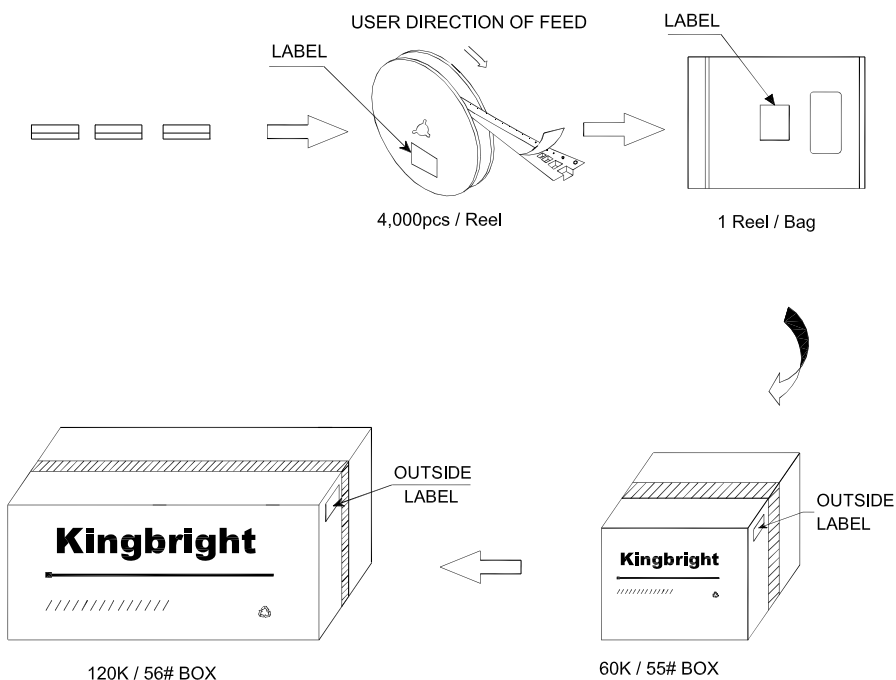 USER DIRECTION OF FEED
LABEL
LABEL
4,000pcs / Reel
1 Reel / Bag
OUTSIDE
LABEL
Kingbright
120K / 56# BOX
OUTSIDE
LABEL
Kingbright
60K / 55# BOX